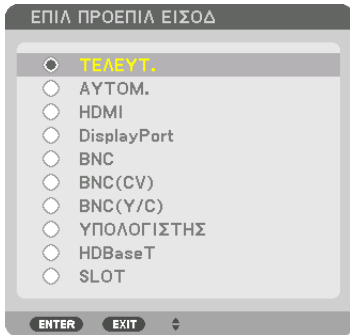 ΕΠΙΛ ΠΡΟΕΠΙΛ ΕΙΣΟΔ
ΤΕΛΕΥΤ.
ΑΥΤΟΜ.
HDMI
DisplayPort
BNC
BNC(CV)
BNC(Y/C)
ΥΠΟΛΟΓΙΣΤΗΣ
HDBaseT
SLOT
ENTER EXIT